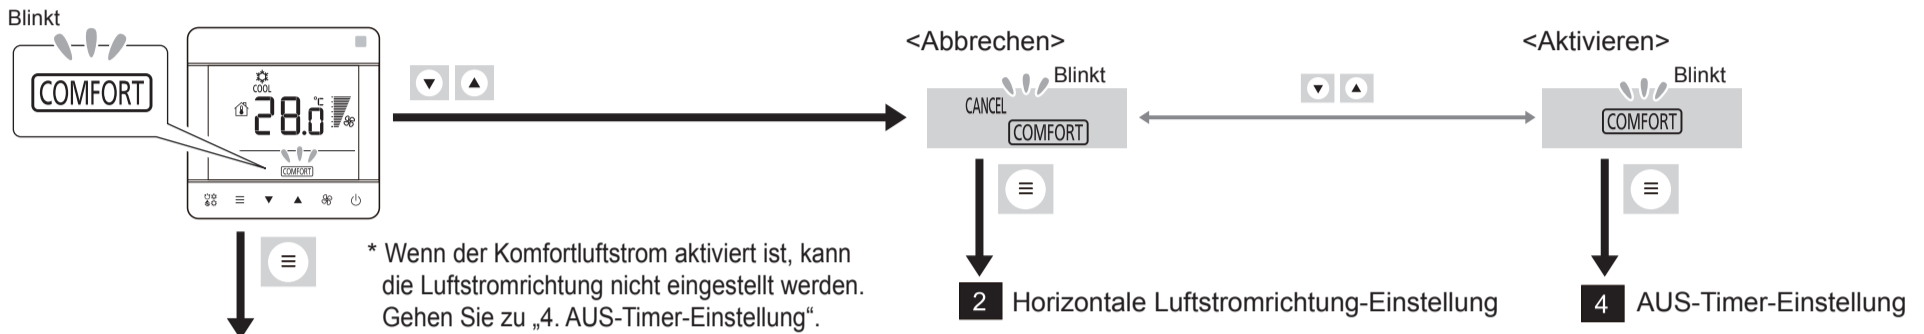 Blinkt
COMFORT
COOL
28.0 °C
COMFORT
<Abbrechen>
Blinkt
CANCEL
COMFORT
<Aktivieren>
Blinkt
COMFORT
* Wenn der Komfortluftstrom aktiviert ist, kann
die Luftstromrichtung nicht eingestellt werden.
Gehen Sie zu „4. AUS-Timer-Einstellung“.
2 Horizontale Luftstromrichtung-Einstellung
4 AUS-Timer-Einstellung